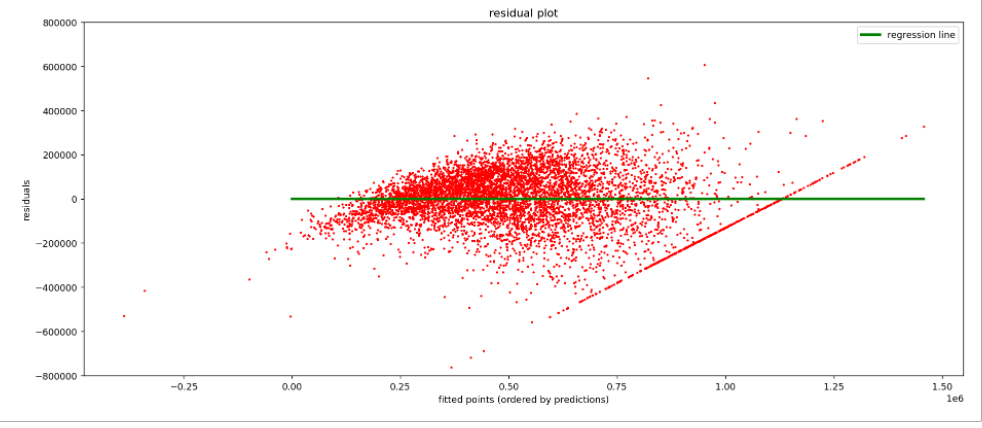 residual plot
800000
600000
400000
200000
0
−200000
−400000
−600000
−800000
residuals
regression line
−0.25 0.00 0.25 0.50 0.75 1.00 1.25 1.50
1e6
fitted points (ordered by predictions)